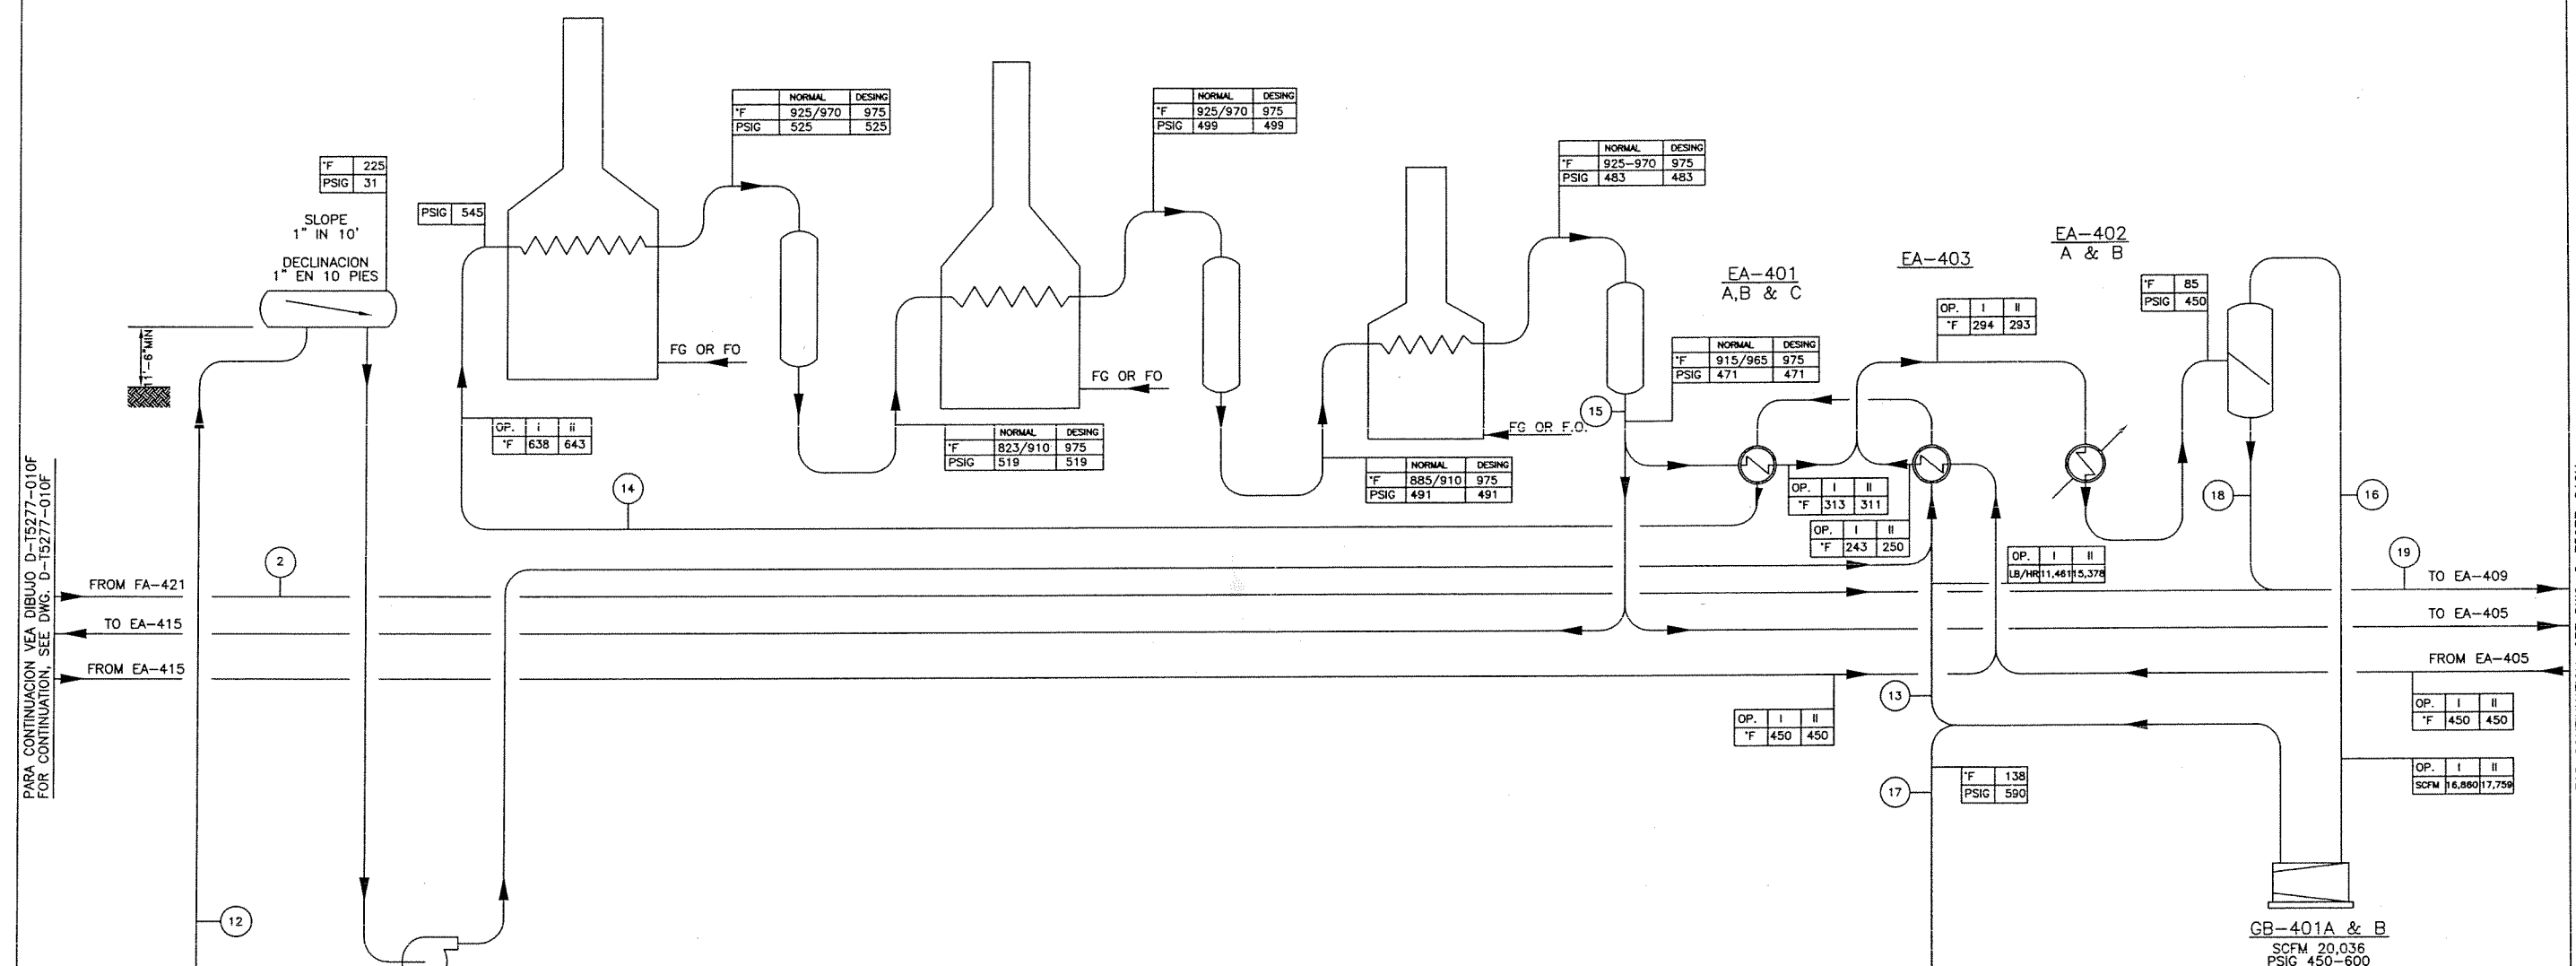 NORMAL DESING
°F 925/970 975
PSIG 525 525
NORMAL DESING
°F 925/970 975
PSIG 499 499
NORMAL DESING
°F 925-970 975
PSIG 483 483
°F 225
PSIG 31
SLOPE
1" IN 10'
DECLINACION
1" EN 10 PIES
PSIG 545
11'-6"MIN
FG OR FO
FG OR FO
FG OR F.O.
EA-401
A,B & C
EA-403
EA-402
A & B
°F 85
PSIG 450
OP. I II
°F 294 293
NORMAL DESING
°F 915/965 975
PSIG 471 471
OP. I II
°F 638 643
NORMAL DESING
°F 823/910 975
PSIG 519 519
NORMAL DESING
°F 885/910 975
PSIG 491 491
15
14
OP. I II
°F 313 311
OP. I II
°F 243 250
18
16
PARA CONTINUACION VEA DIBUJO D-T5277-010F
FOR CONTINUATION, SEE DWG. D-T5277-010F
2
OP. I II
LB/HR 11,461 15,378
19
FROM FA-421
TO EA-409
TO EA-415
TO EA-405
FROM EA-415
FROM EA-405
13
OP. I II
°F 450 450
OP. I II
°F 450 450
17
°F 138
PSIG 590
OP. I II
SCFM 16,860 17,759
12
GB-401A & B
SCFM 20,036
PSIG 450-600